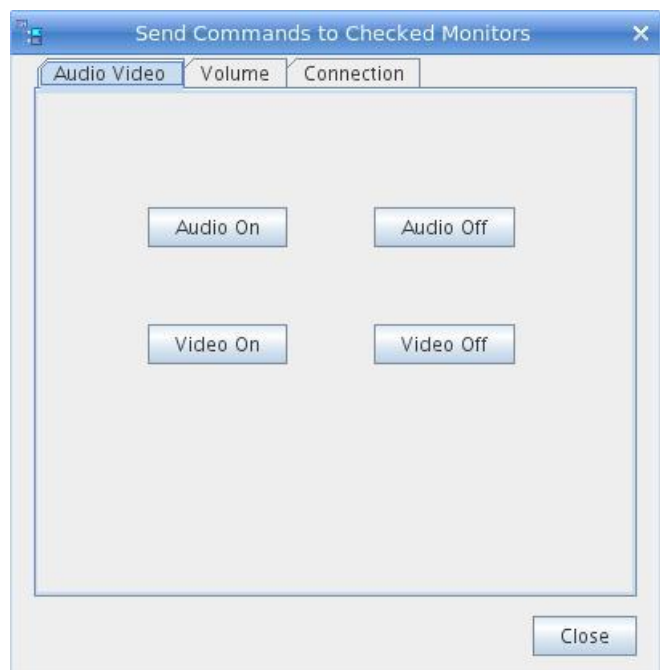 Send Commands to Checked Monitors
Audio Video Volume Connection
Audio On Audio Off
Video On Video Off
Close